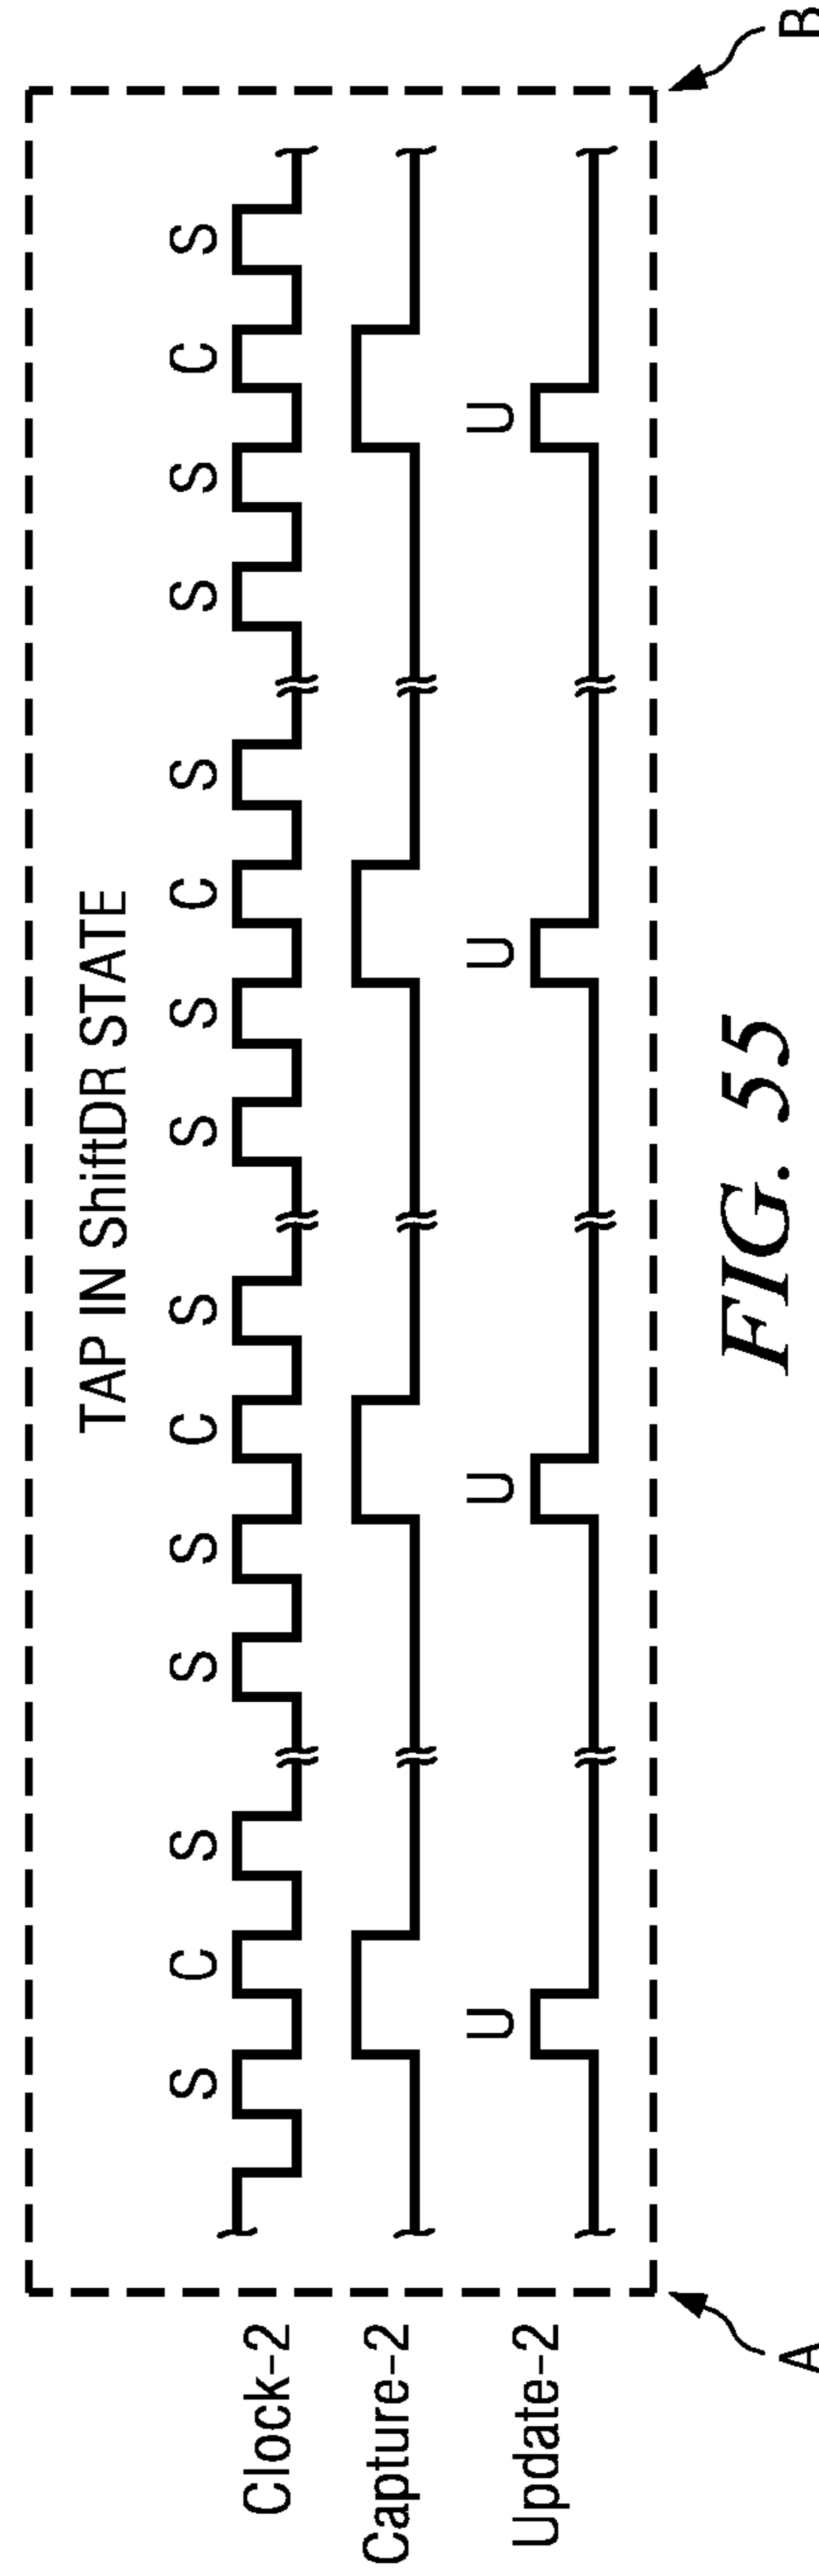 TAP IN ShiftDR STATE
S C S S S C S S S C S S S C S
Clock-2
Capture-2
U U U U
Update-2
A
B
FIG. 55